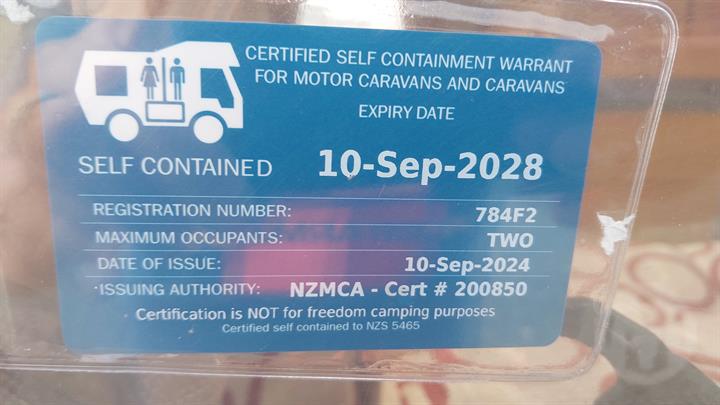 CERTIFIED SELF CONTAINMENT WARRANT
FOR MOTOR CARAVANS AND CARAVANS
EXPIRY DATE
SELF CONTAINED 10-Sep-2028
REGISTRATION NUMBER: 784F2
MAXIMUM OCCUPANTS: TWO
DATE OF ISSUE: 10-Sep-2024
ISSUING AUTHORITY: NZMCA - Cert # 200850
Certification is NOT for freedom camping purposes
Certified self contained to NZS 5465